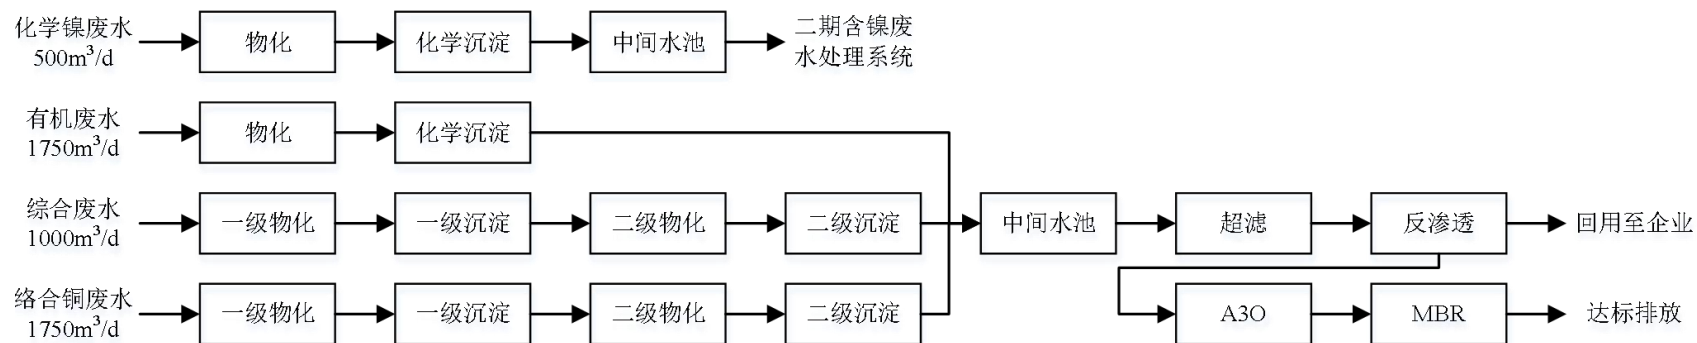 化学镍废水
500m³/d
物化
化学沉淀
中间水池
二期含镍废
水处理系统
有机废水
1750m³/d
物化
化学沉淀
综合废水
1000m³/d
一级物化
一级沉淀
二级物化
二级沉淀
中间水池
超滤
反渗透
回用至企业
络合铜废水
1750m³/d
一级物化
一级沉淀
二级物化
二级沉淀
A3O
MBR
达标排放